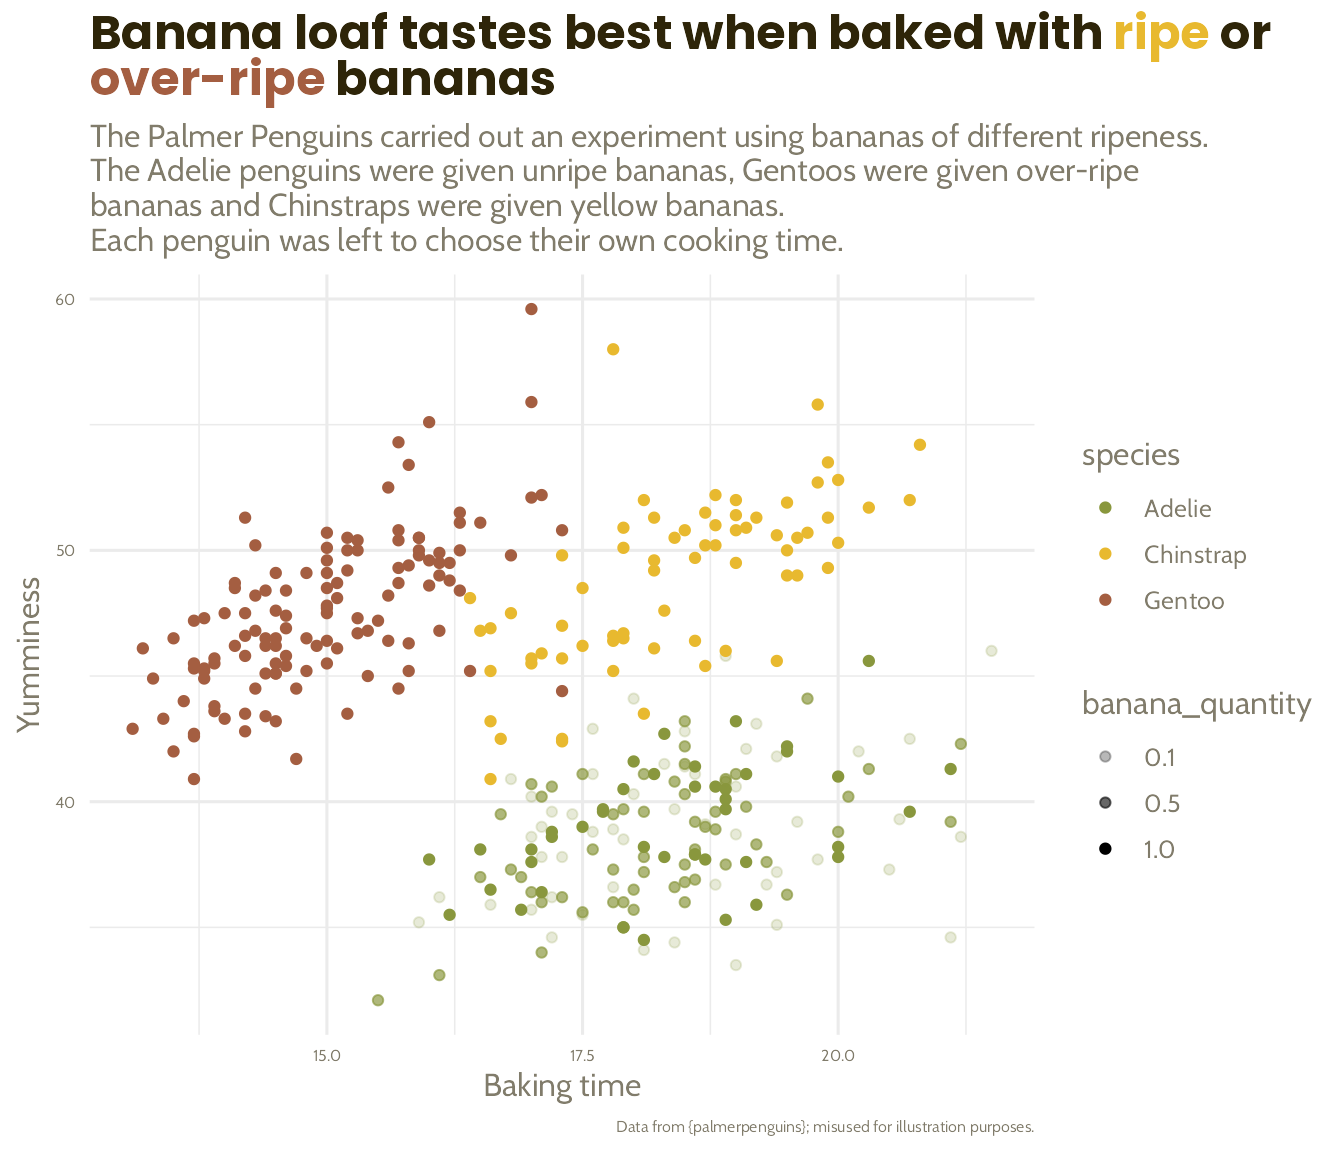 Banana loaf tastes best when baked with ripe or
over-ripe bananas
The Palmer Penguins carried out an experiment using bananas of different ripeness.
The Adelie penguins were given unripe bananas, Gentoos were given over-ripe
bananas and Chinstraps were given yellow bananas.
Each penguin was left to choose their own cooking time.
60
50
40
Yumminess
15.0
17.5
20.0
Baking time
species
Adelie
Chinstrap
Gentoo
banana_quantity
0.1
0.5
1.0
Data from {palmerpenguins}; misused for illustration purposes.